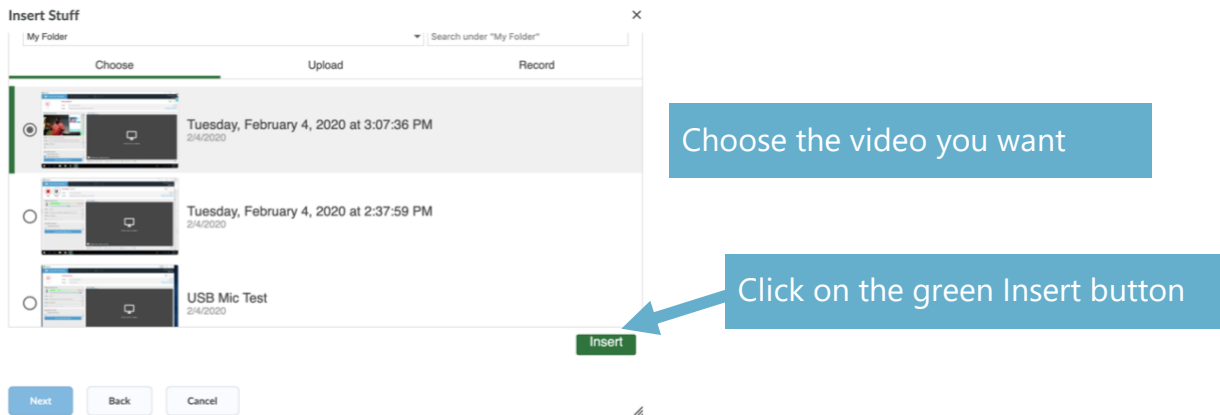 Insert Stuff ×
My Folder Search under "My Folder"
Choose Upload Record
Tuesday, February 4, 2020 at 3:07:36 PM
2/4/2020
Choose the video you want
Tuesday, February 4, 2020 at 2:37:59 PM
2/4/2020
USB Mic Test
2/4/2020
Click on the green Insert button
Insert
Next Back Cancel